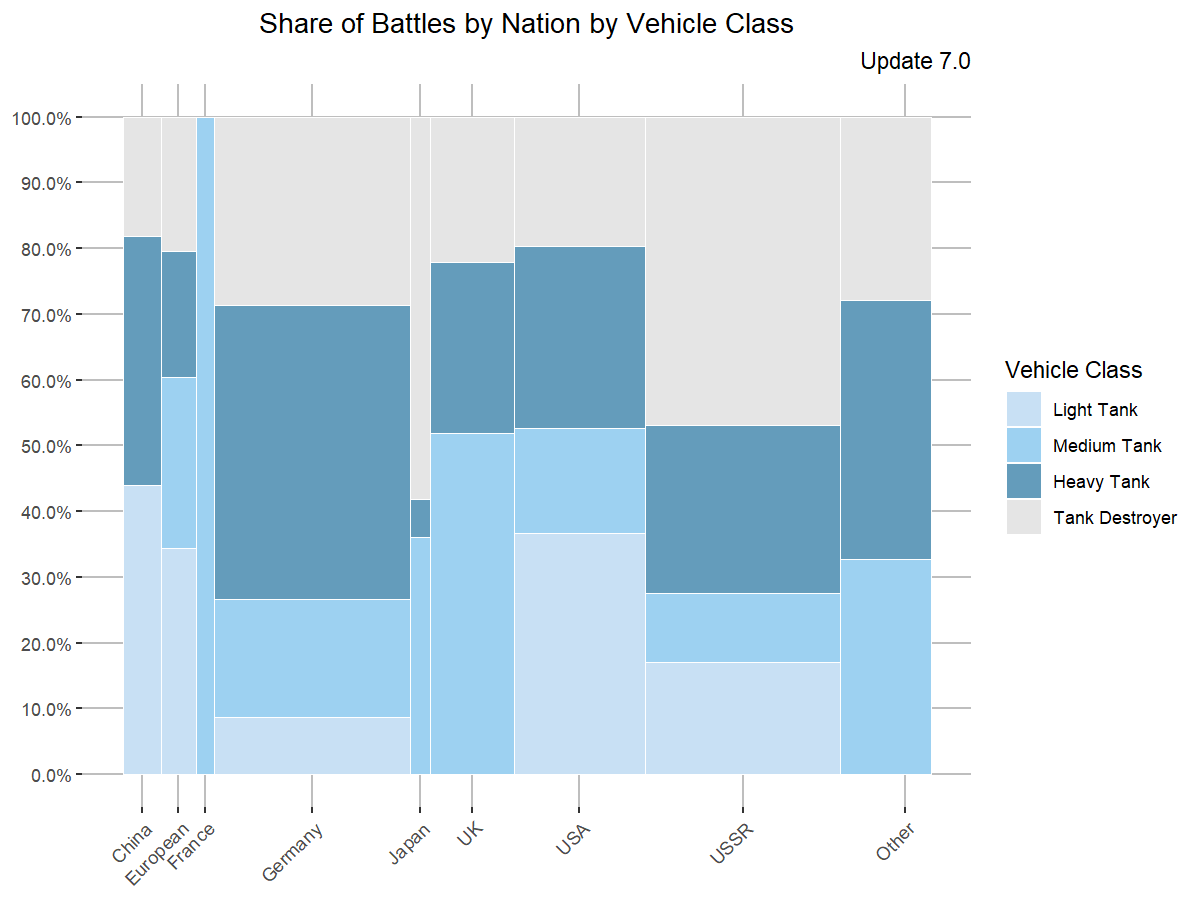 Share of Battles by Nation by Vehicle Class
Update 7.0
100.0%
90.0%
80.0%
70.0%
60.0%
50.0%
40.0%
30.0%
20.0%
10.0%
0.0%
China
European
France
Germany
Japan
UK
USA
USSR
Other
Vehicle Class
Light Tank
Medium Tank
Heavy Tank
Tank Destroyer